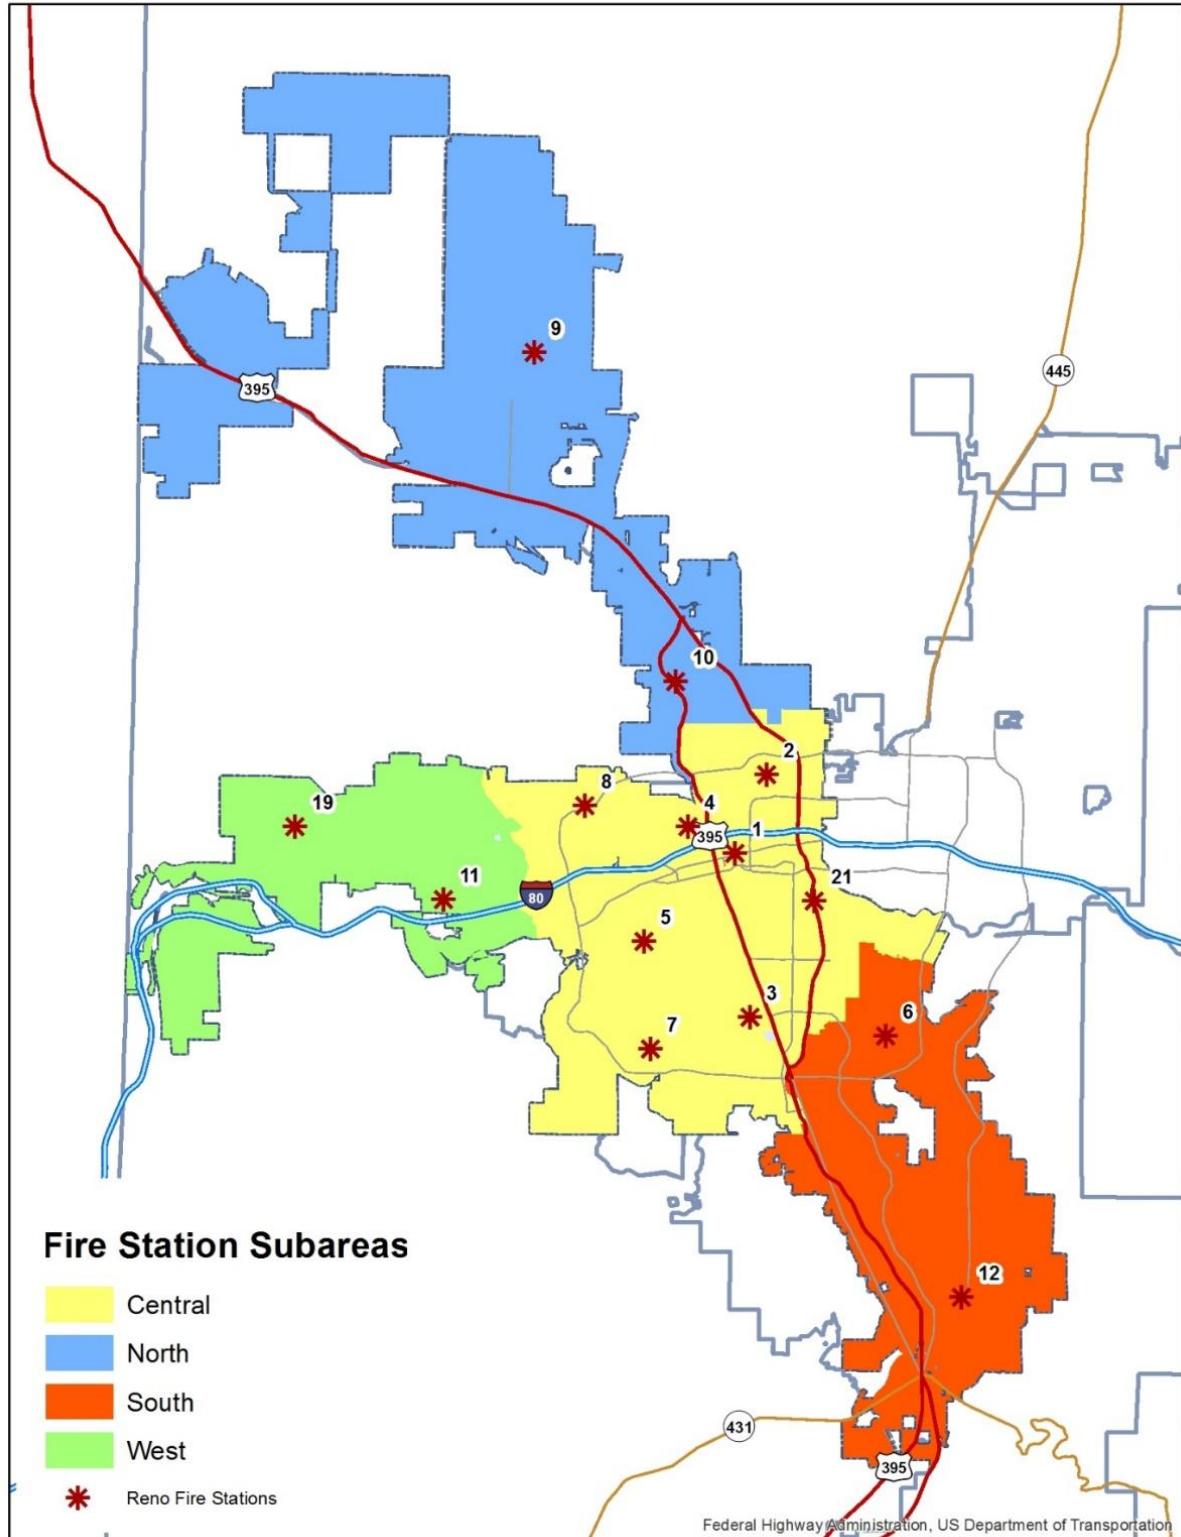 9
395
445
10
2
8
19
4
395
1
11
80
21
5
3
6
7
Fire Station Subareas
Central
12
North
South
West
431
395
Reno Fire Stations
Federal Highway Administration, US Department of Transportation